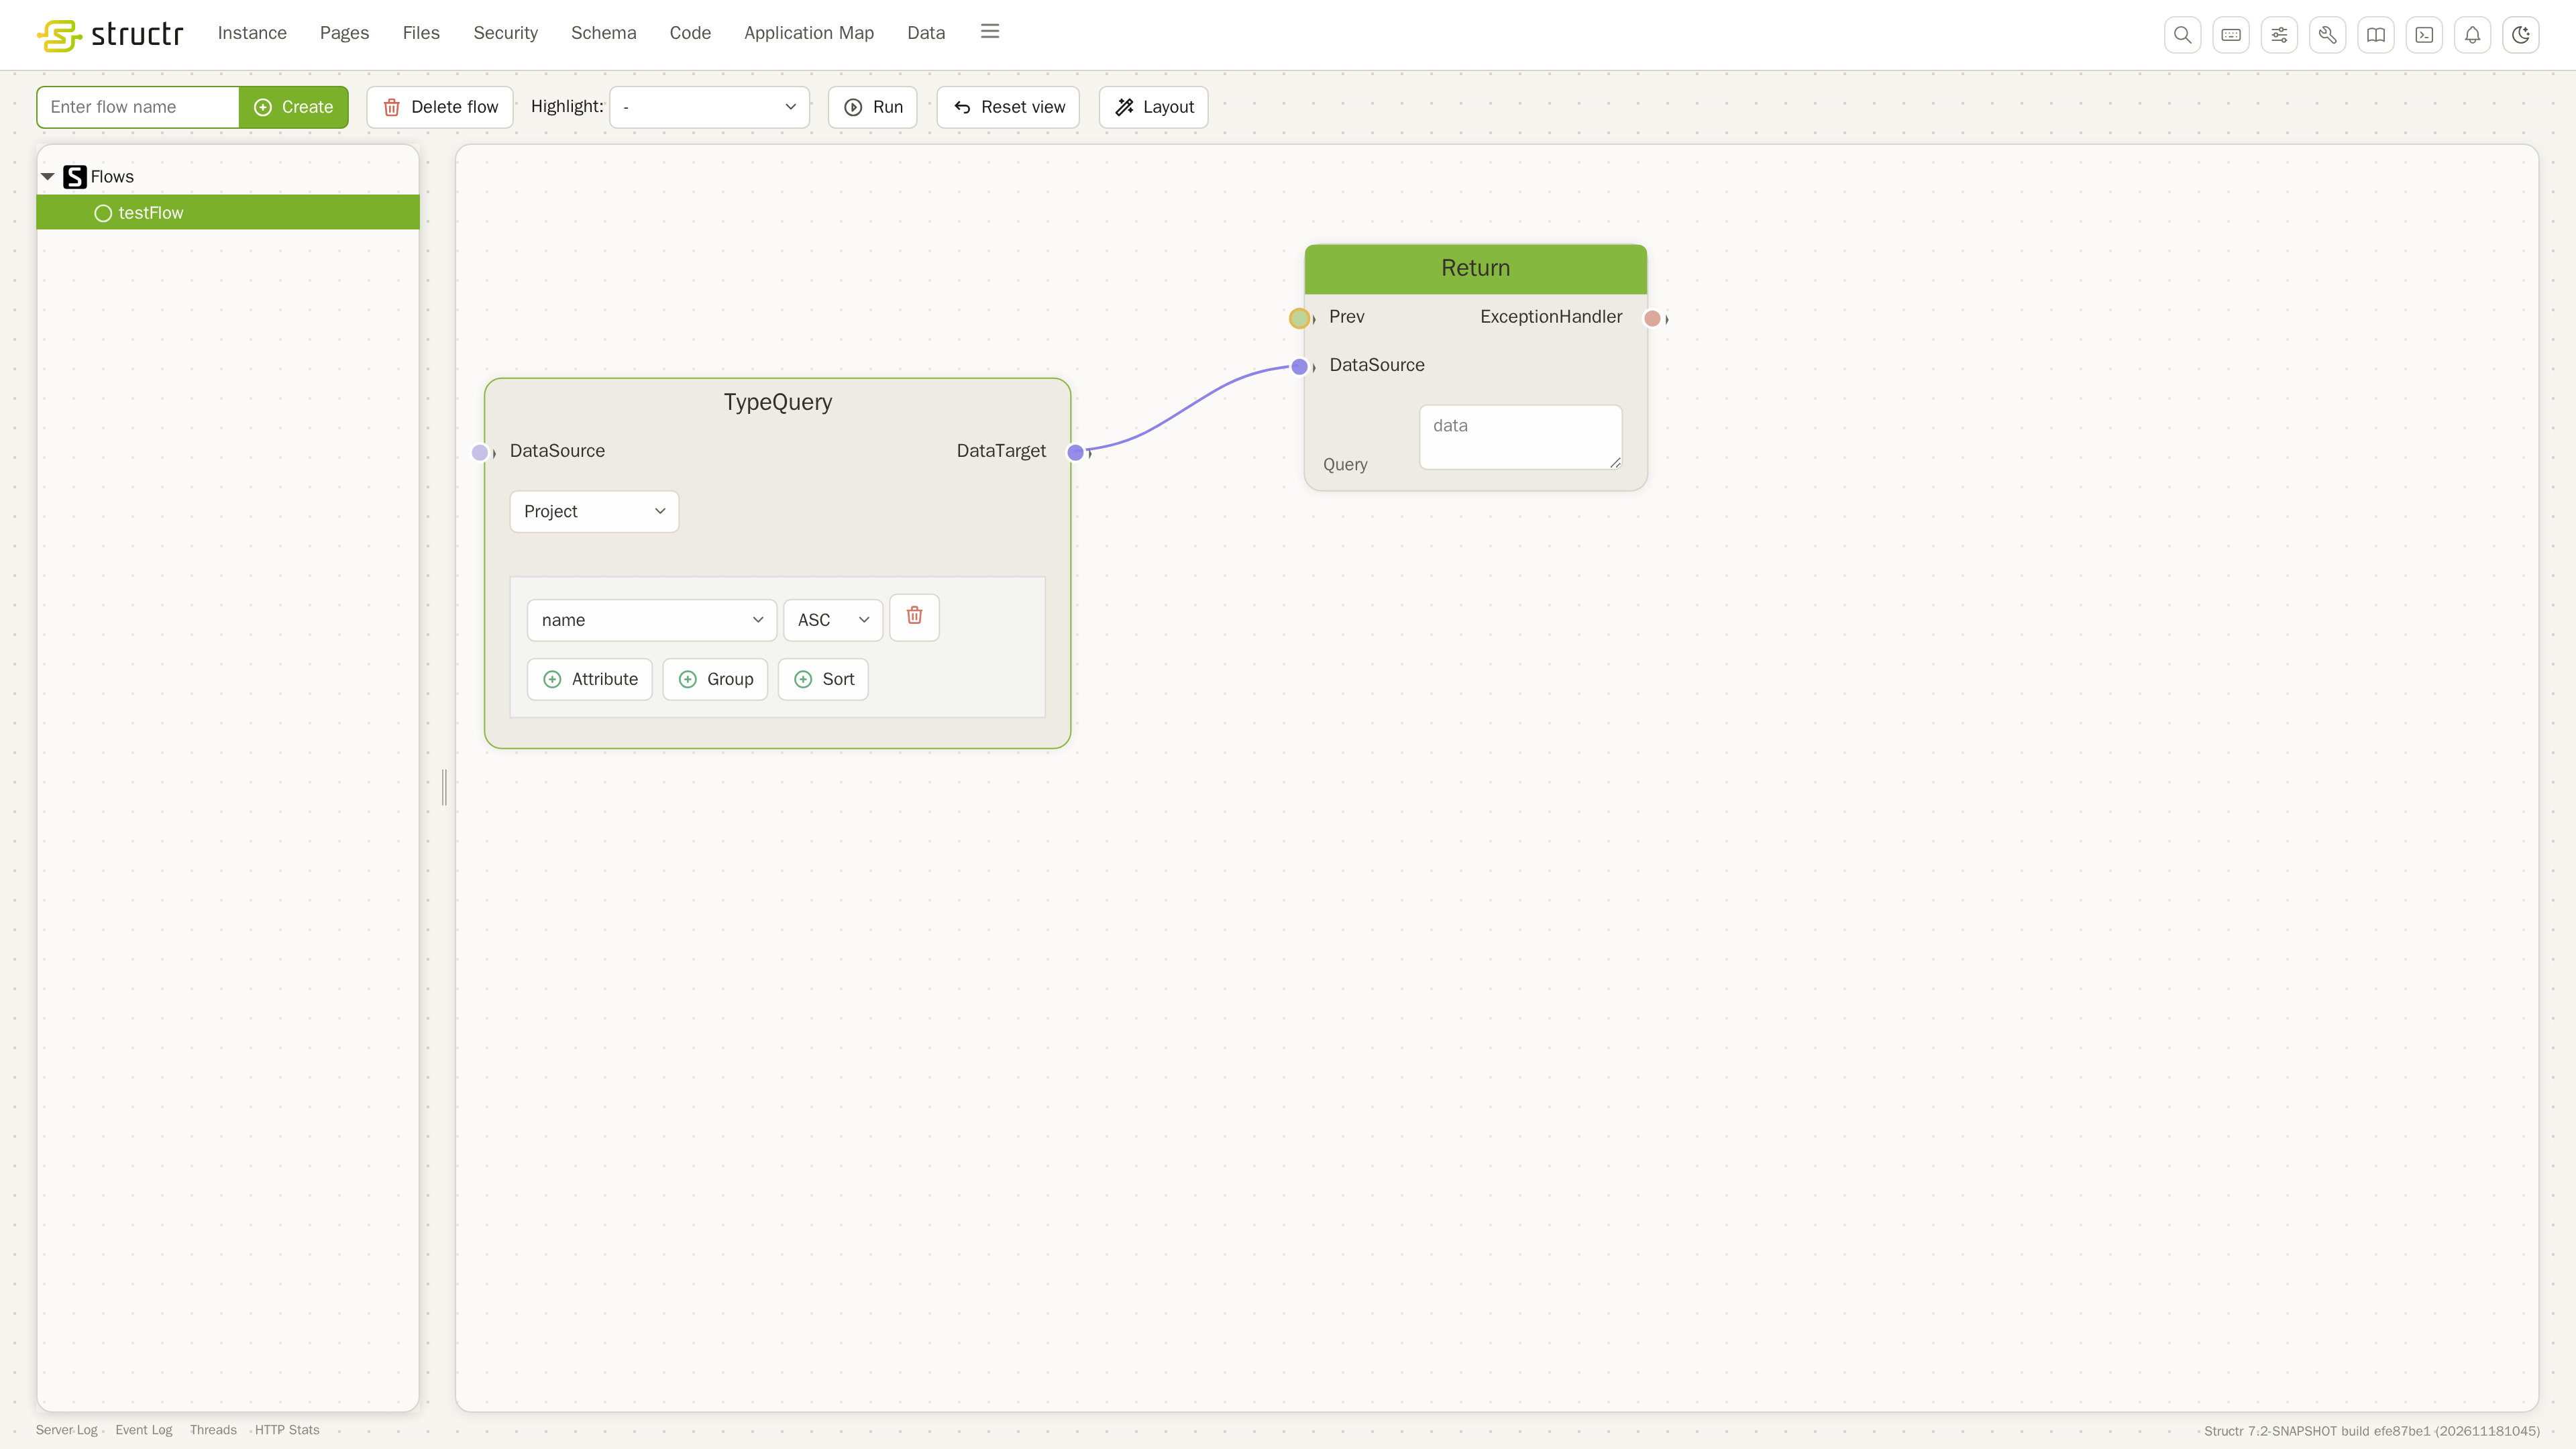 structr Instance Pages Files Security Schema Code Application Map Data
Enter flow name Create Delete flow Highlight: - Run Reset view Layout
Flows
testFlow
Return
Prev ExceptionHandler
DataSource
data
Query
TypeQuery
DataSource DataTarget
Project
name ASC
Attribute Group Sort
Server Log Event Log Threads HTTP Stats
Structr 7.2-SNAPSHOT build efe87be1 (202611181045)